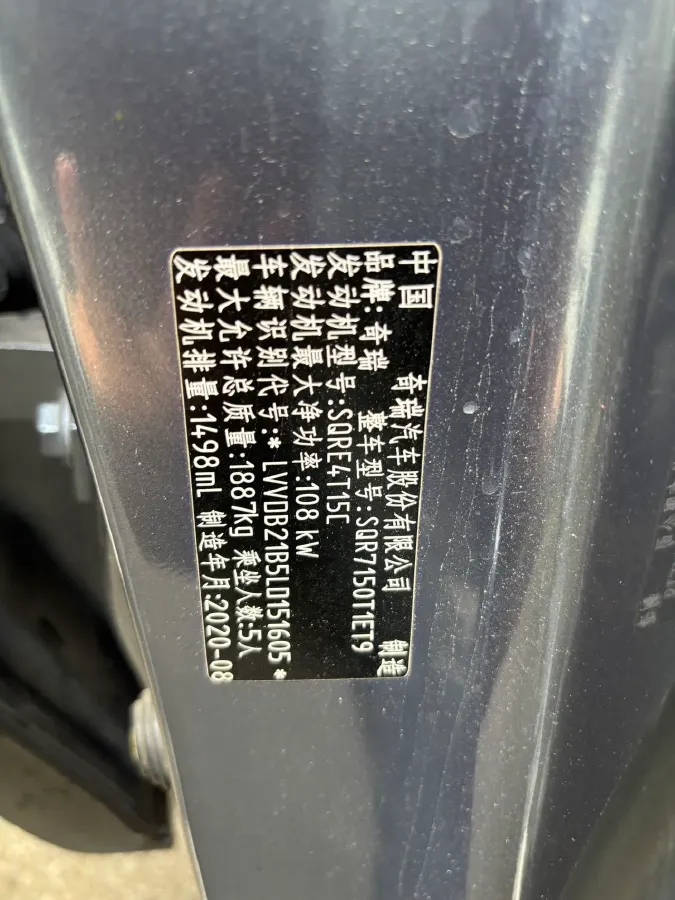 中国 奇瑞汽车股份有限公司 制造
品牌:奇瑞 整车型号:SQR7150T1ET9
发动机型号:SQRE4T15C
发动机最大净功率:108 kW
车辆识别代号:* LVVDB21B5LD151605*
最大允许总质量:1887kg 乘坐人数:5人
发动机排量:1498mL 制造年月:2020-08